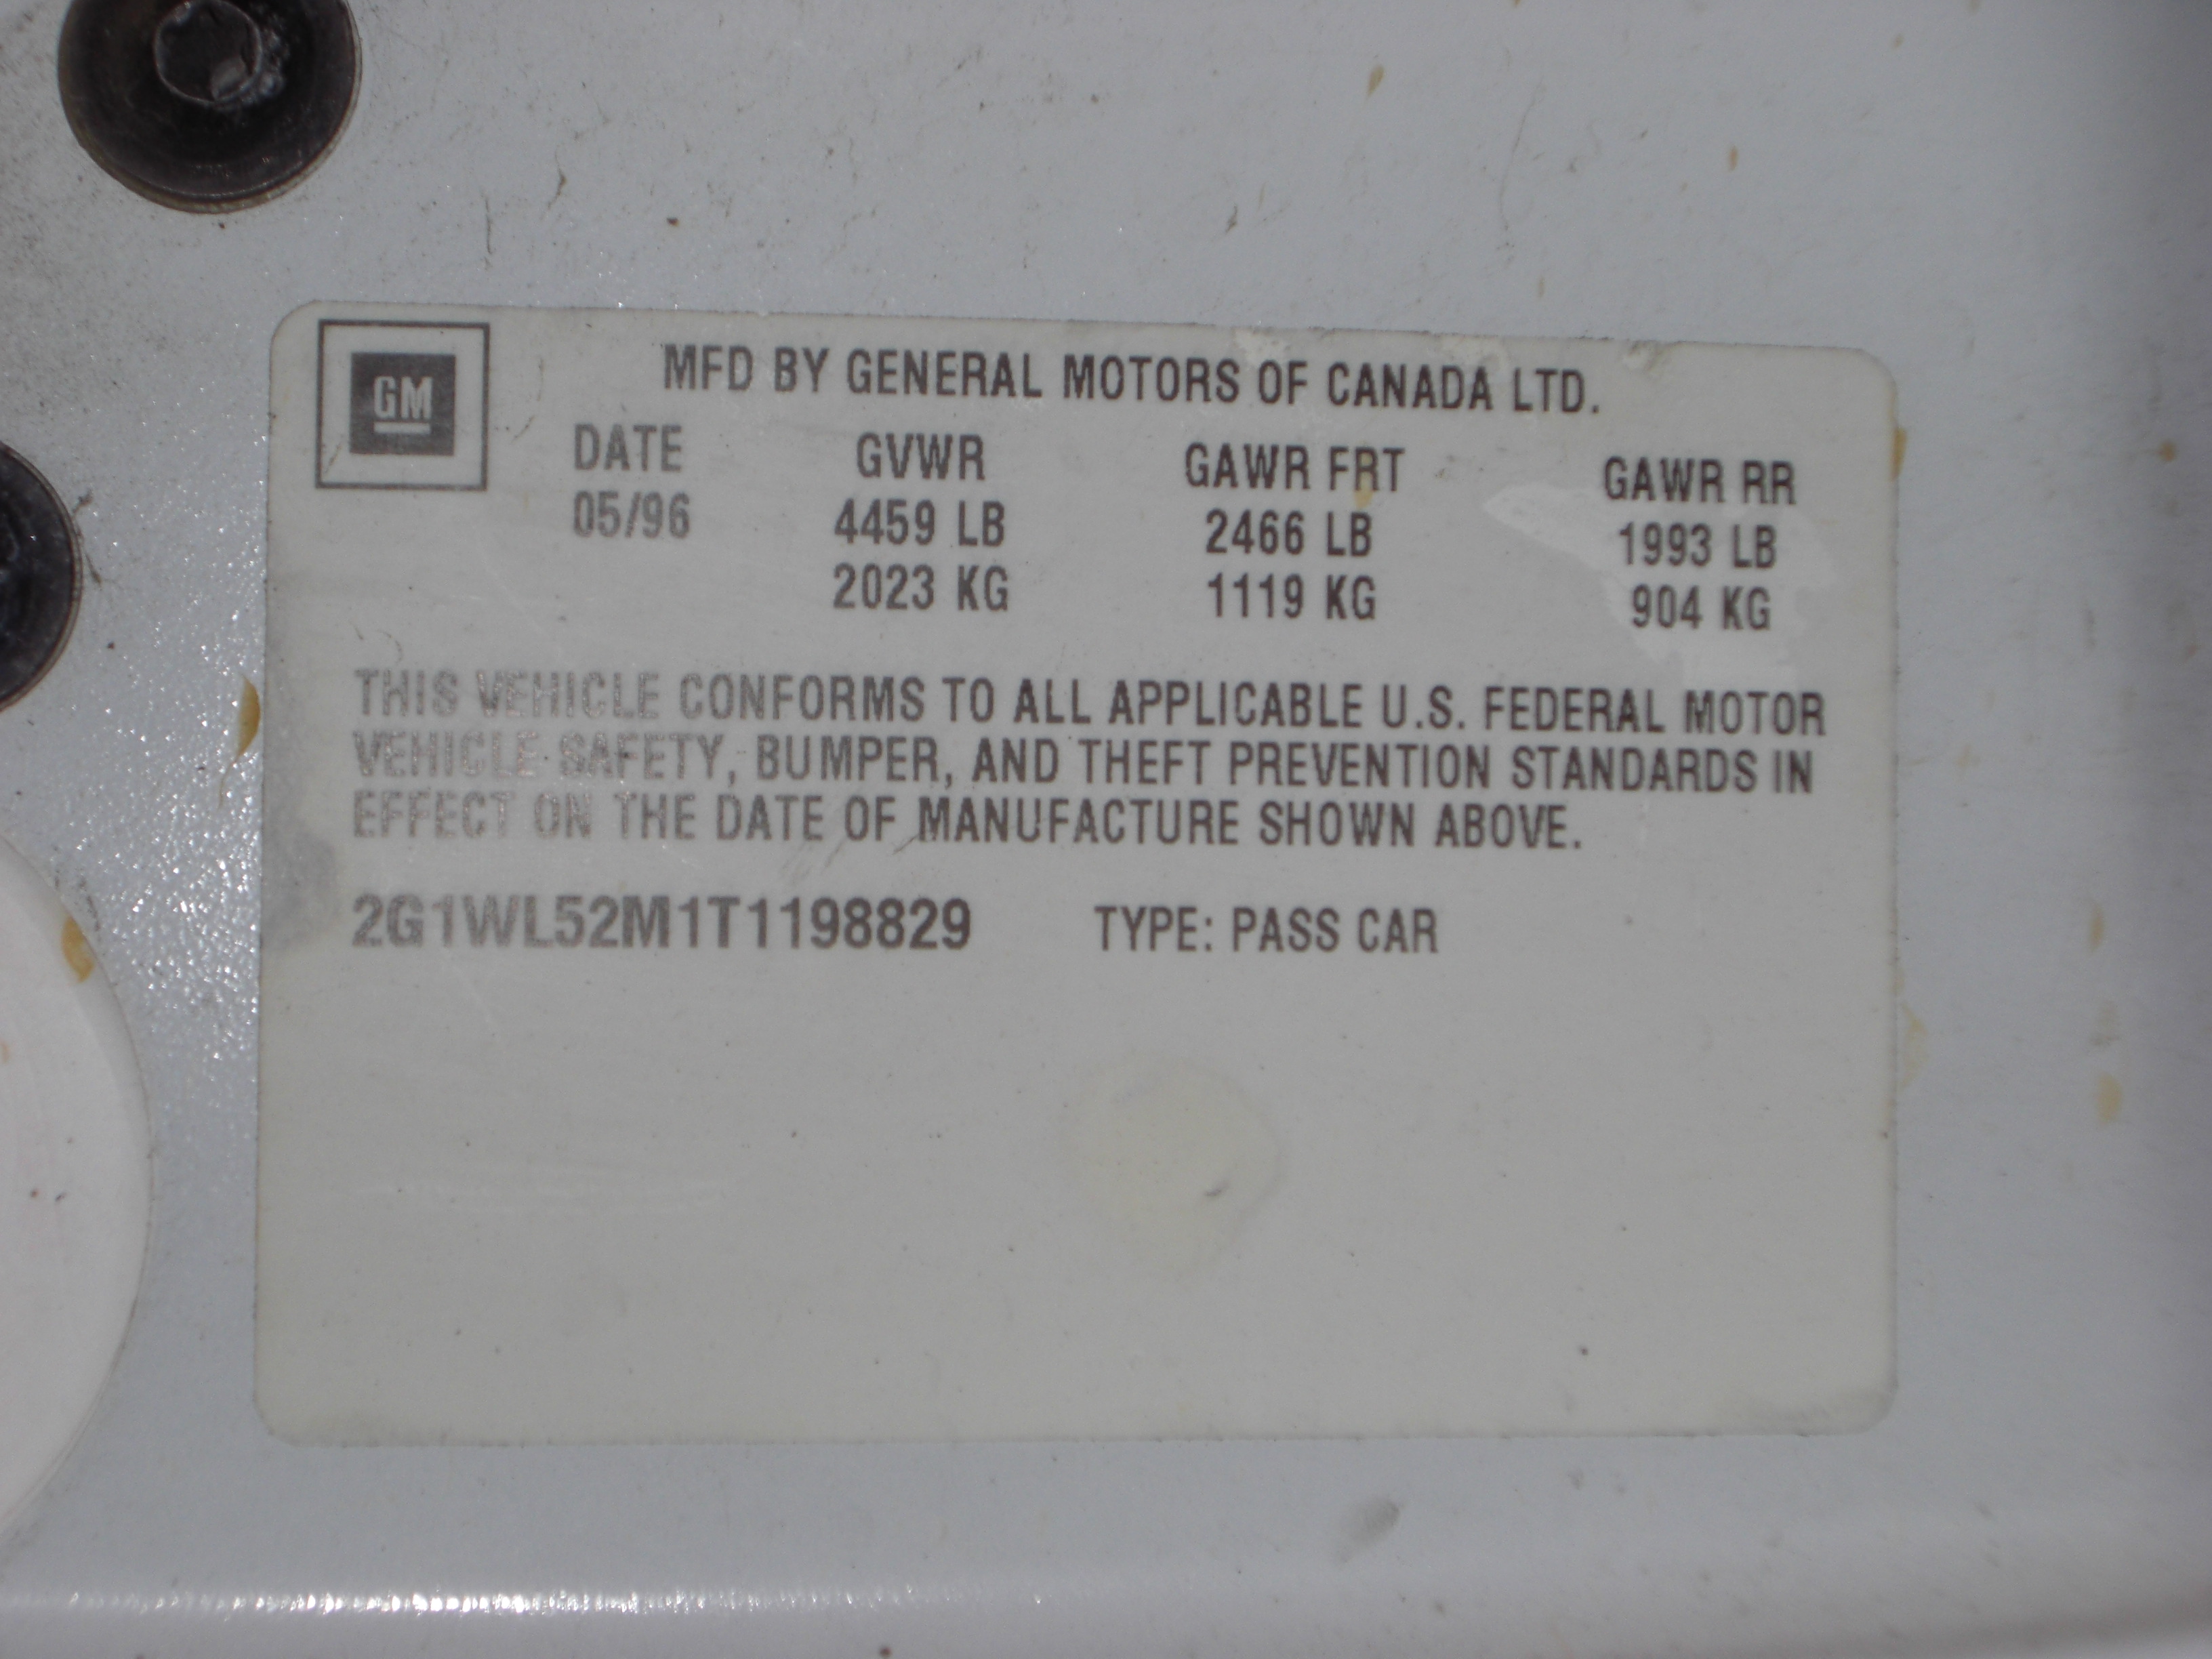 GM
MFD BY GENERAL MOTORS OF CANADA LTD.
DATE GVWR GAWR FRT GAWR RR
05/96 4459 LB 2466 LB 1993 LB
2023 KG 1119 KG 904 KG
THIS VEHICLE CONFORMS TO ALL APPLICABLE U.S. FEDERAL MOTOR
VEHICLE SAFETY, BUMPER, AND THEFT PREVENTION STANDARDS IN
EFFECT ON THE DATE OF MANUFACTURE SHOWN ABOVE.
2G1WL52M1T1198829 TYPE: PASS CAR